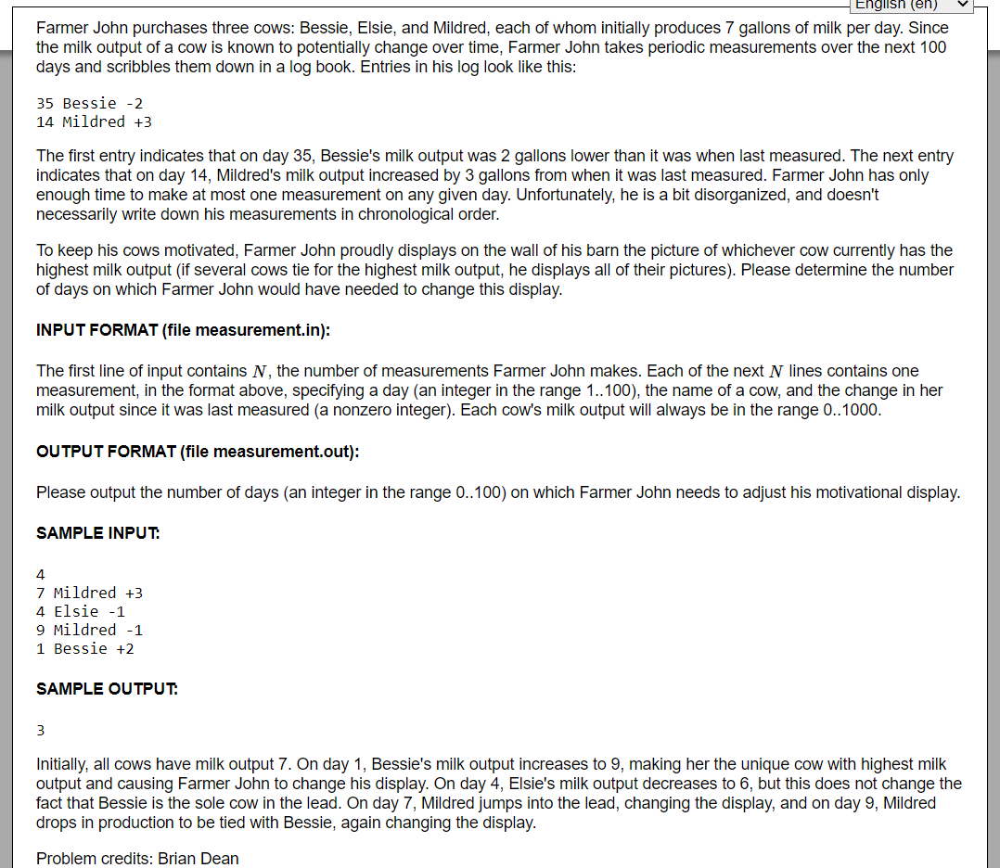 English (en)
Farmer John purchases three cows: Bessie, Elsie, and Mildred, each of whom initially produces 7 gallons of milk per day. Since
the milk output of a cow is known to potentially change over time, Farmer John takes periodic measurements over the next 100
days and scribbles them down in a log book. Entries in his log look like this:
35 Bessie -2
14 Mildred +3
The first entry indicates that on day 35, Bessie's milk output was 2 gallons lower than it was when last measured. The next entry
indicates that on day 14, Mildred's milk output increased by 3 gallons from when it was last measured. Farmer John has only
enough time to make at most one measurement on any given day. Unfortunately, he is a bit disorganized, and doesn't
necessarily write down his measurements in chronological order.
To keep his cows motivated, Farmer John proudly displays on the wall of his barn the picture of whichever cow currently has the
highest milk output (if several cows tie for the highest milk output, he displays all of their pictures). Please determine the number
of days on which Farmer John would have needed to change this display.
INPUT FORMAT (file measurement.in):
The first line of input contains N, the number of measurements Farmer John makes. Each of the next N lines contains one
measurement, in the format above, specifying a day (an integer in the range 1..100), the name of a cow, and the change in her
milk output since it was last measured (a nonzero integer). Each cow's milk output will always be in the range 0..1000.
OUTPUT FORMAT (file measurement.out):
Please output the number of days (an integer in the range 0..100) on which Farmer John needs to adjust his motivational display.
SAMPLE INPUT:
4
7 Mildred +3
4 Elsie -1
9 Mildred -1
1 Bessie +2
SAMPLE OUTPUT:
3
Initially, all cows have milk output 7. On day 1, Bessie's milk output increases to 9, making her the unique cow with highest milk
output and causing Farmer John to change his display. On day 4, Elsie's milk output decreases to 6, but this does not change the
fact that Bessie is the sole cow in the lead. On day 7, Mildred jumps into the lead, changing the display, and on day 9, Mildred
drops in production to be tied with Bessie, again changing the display.
Problem credits: Brian Dean